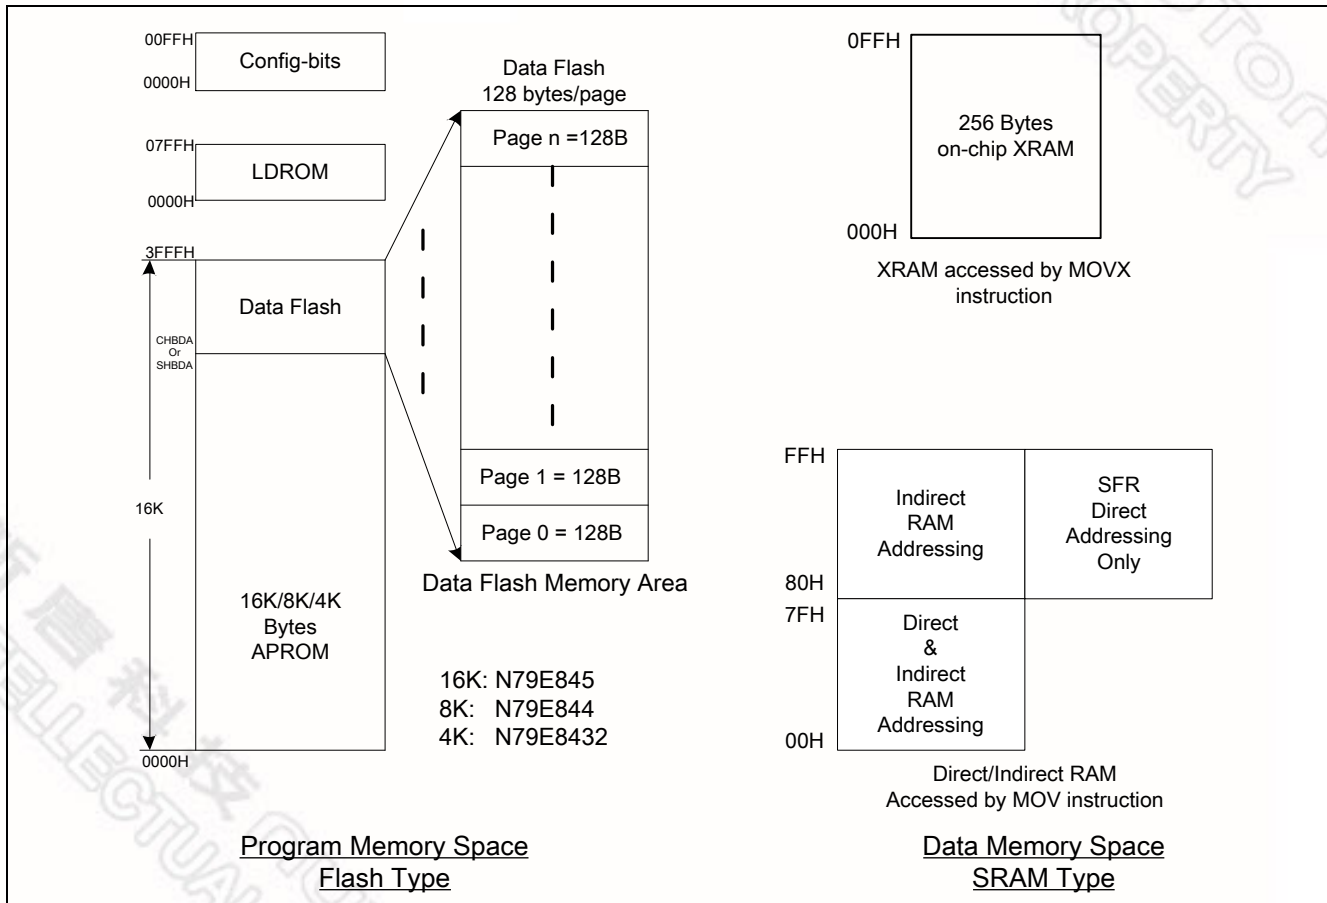 00FFH
Config-bits
0000H
07FFH
LDROM
0000H
3FFFH
Data Flash
CHBDA
Or
SHBDA
16K
16K/8K/4K
Bytes
APROM
0000H
Data Flash
128 bytes/page
Page n =128B
Page 1 = 128B
Page 0 = 128B
Data Flash Memory Area
16K: N79E845
8K: N79E844
4K: N79E8432
Program Memory Space
Flash Type
0FFH
256 Bytes
on-chip XRAM
000H
XRAM accessed by MOVX
instruction
FFH
Indirect
RAM
Addressing
SFR
Direct
Addressing
Only
80H
7FH
Direct
&
Indirect
RAM
Addressing
00H
Direct/Indirect RAM
Accessed by MOV instruction
Data Memory Space
SRAM Type